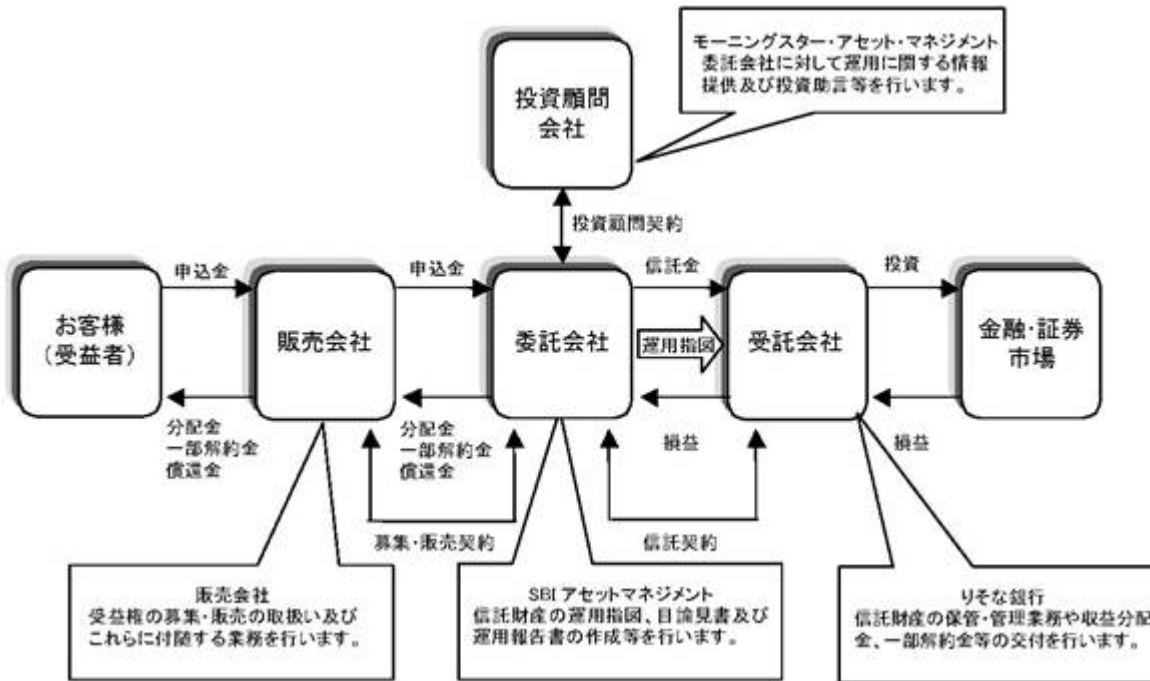 モーニングスター・アセット・マネジメント
委託会社に対して運用に関する情報
提供及び投資助言等を行います。
投資顧問
会社
投資顧問契約
申込金
申込金
信託金
投資
お客様
（受益者）
販売会社
委託会社
運用指図
受託会社
金融・証券
市場
分配金
一部解約金
償還金
分配金
一部解約金
償還金
損益
損益
募集・販売契約
信託契約
販売会社
受益権の募集・販売の取扱い及び
これらに付随する業務を行います。
SBIアセットマネジメント
信託財産の運用指図、目論見書及び
運用報告書の作成等を行います。
りそな銀行
信託財産の保管・管理業務や収益分配
金、一部解約金等の交付を行います。